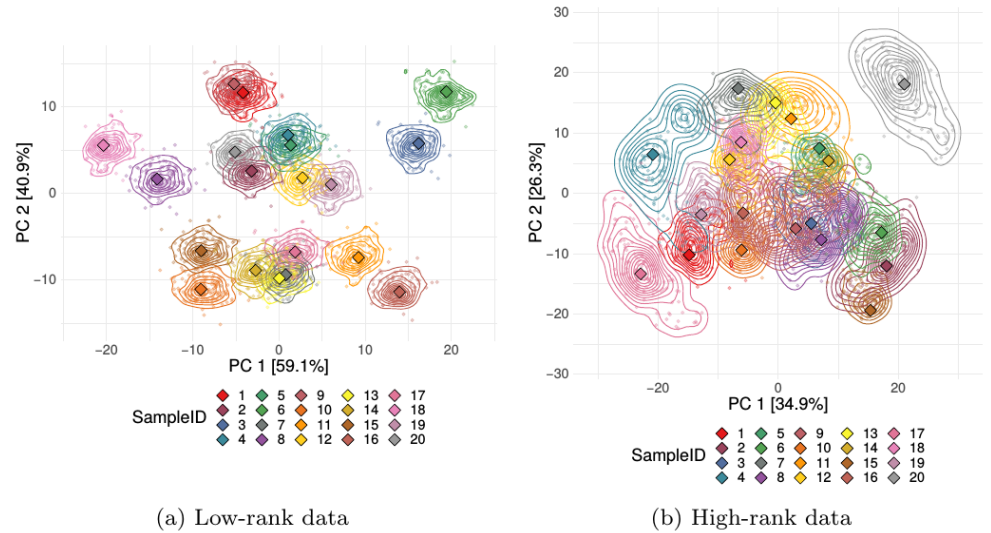 PC 2 [40.9%]
10
0
−10
−20 −10 0 10 20
PC 1 [59.1%]
SampleID
1 5 9 13 17
2 6 10 14 18
3 7 11 15 19
4 8 12 16 20
(a) Low-rank data
PC 2 [26.3%]
30
20
10
0
−10
−20
−30
−20 0 20
PC 1 [34.9%]
SampleID
1 5 9 13 17
2 6 10 14 18
3 7 11 15 19
4 8 12 16 20
(b) High-rank data